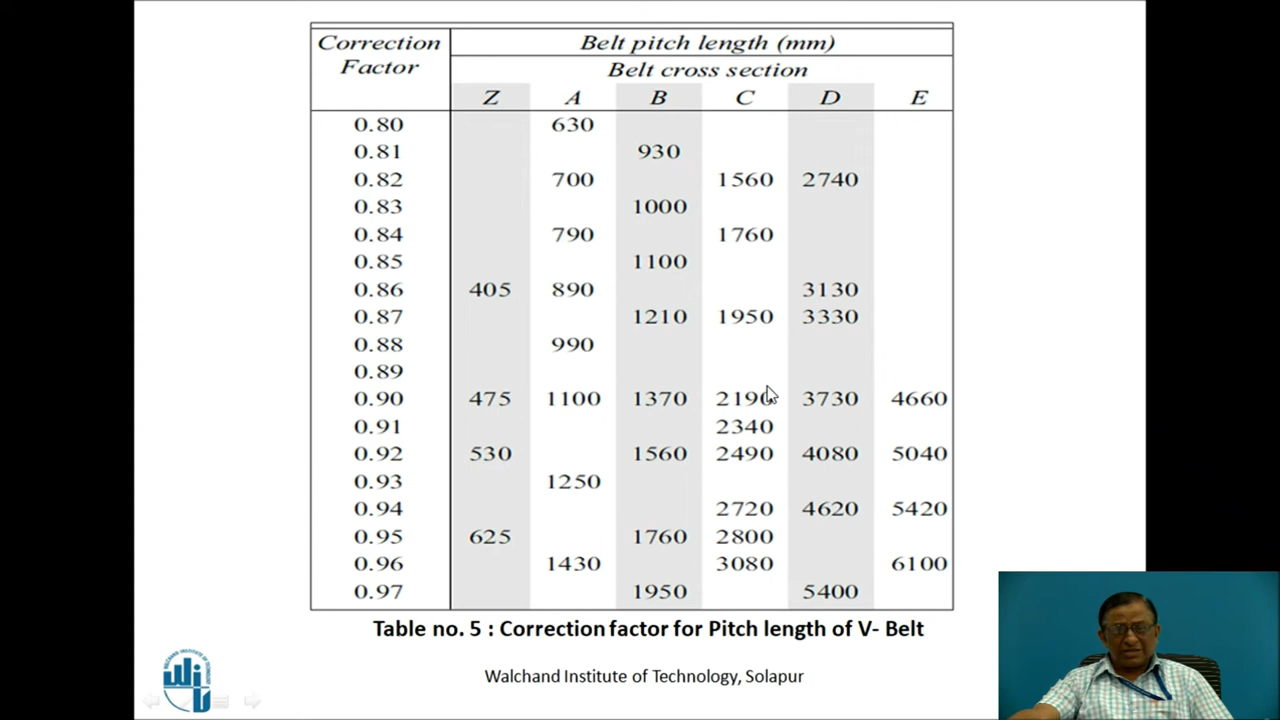 Correction Factor Belt pitch length (mm)
Belt cross section
Z A B C D E
0.80 630
0.81 930
0.82 700 1560 2740
0.83 1000
0.84 790 1760
0.85 1100
0.86 405 890 3130
0.87 1210 1950 3330
0.88 990
0.89
0.90 475 1100 1370 2190 3730 4660
0.91 2340
0.92 530 1560 2490 4080 5040
0.93 1250
0.94 2720 4620 5420
0.95 625 1760 2800
0.96 1430 3080 6100
0.97 1950 5400
Table no. 5 : Correction factor for Pitch length of V- Belt
Walchand Institute of Technology, Solapur